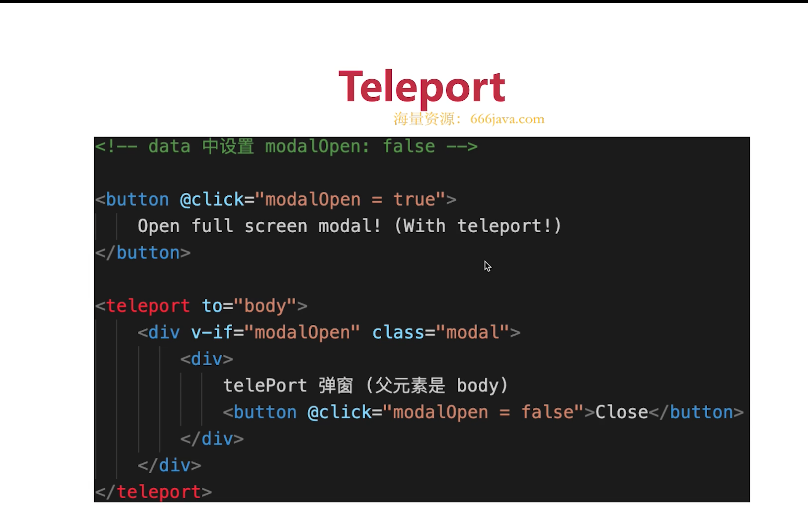 Teleport
海量资源：666java.com
<!-- data 中设置 modalOpen: false -->
<button @click="modalOpen = true">
Open full screen modal! (With teleport!)
</button>
<teleport to="body">
<div v-if="modalOpen" class="modal">
<div>
telePort 弹窗 (父元素是 body)
<button @click="modalOpen = false">Close</button>
</div>
</div>
</teleport>